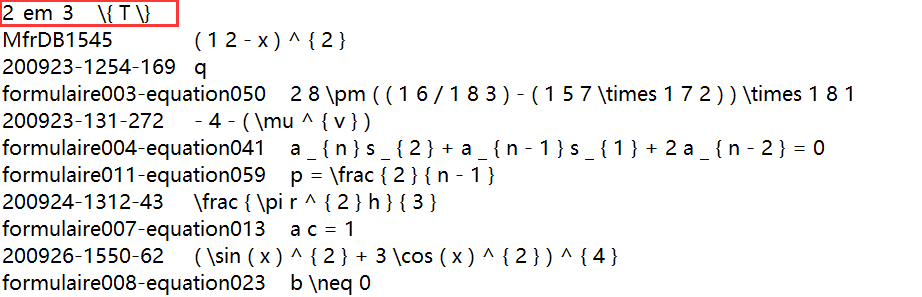 2_em_3 \{ T \}
MfrDB1545 ( 1 2 - x ) ^ { 2 }
200923-1254-169 q
formulaire003-equation050 2 8 \pm ( ( 1 6 / 1 8 3 ) - ( 1 5 7 \times 1 7 2 ) ) \times 1 8 1
200923-131-272 - 4 - ( \mu ^ { v } )
formulaire004-equation041 a _ { n } s _ { 2 } + a _ { n - 1 } s _ { 1 } + 2 a _ { n - 2 } = 0
formulaire011-equation059 p = \frac { 2 } { n - 1 }
200924-1312-43 \frac { \pi r ^ { 2 } h } { 3 }
formulaire007-equation013 a c = 1
200926-1550-62 ( \sin ( x ) ^ { 2 } + 3 \cos ( x ) ^ { 2 } ) ^ { 4 }
formulaire008-equation023 b \neq 0